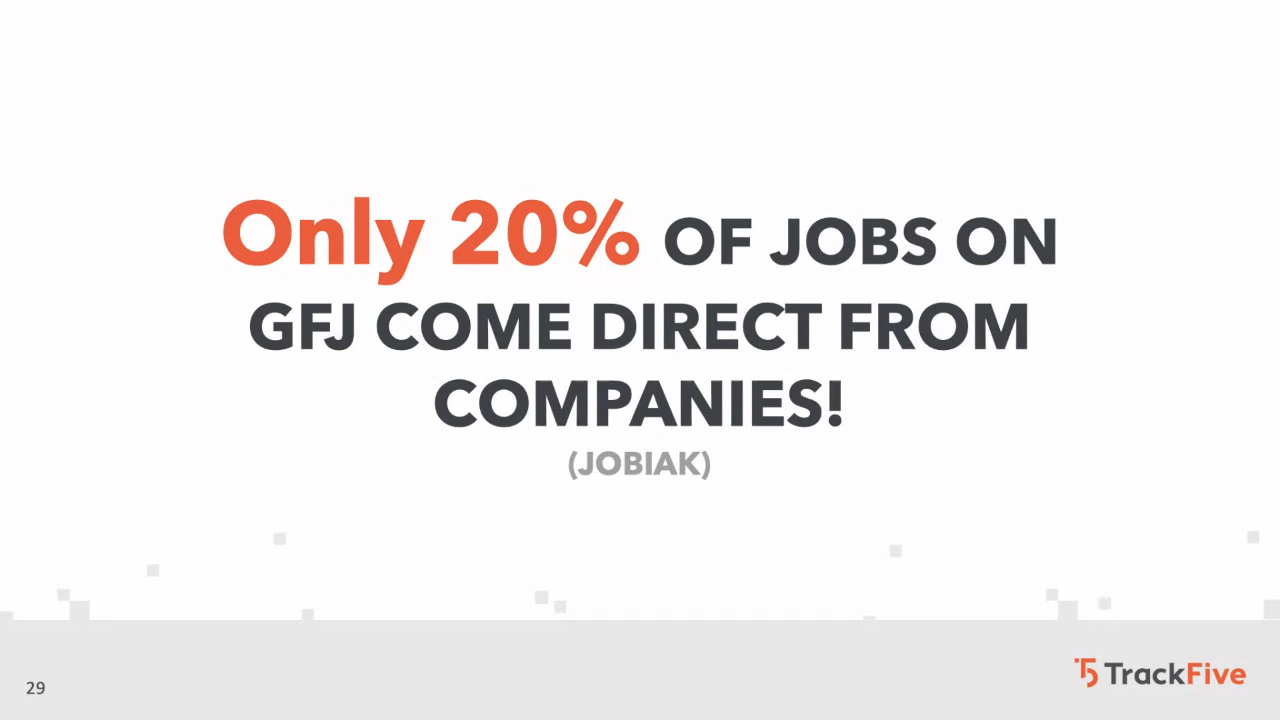 Only 20% OF JOBS ON
GFJ COME DIRECT FROM
COMPANIES!
(JOBIAK)
29
TrackFive